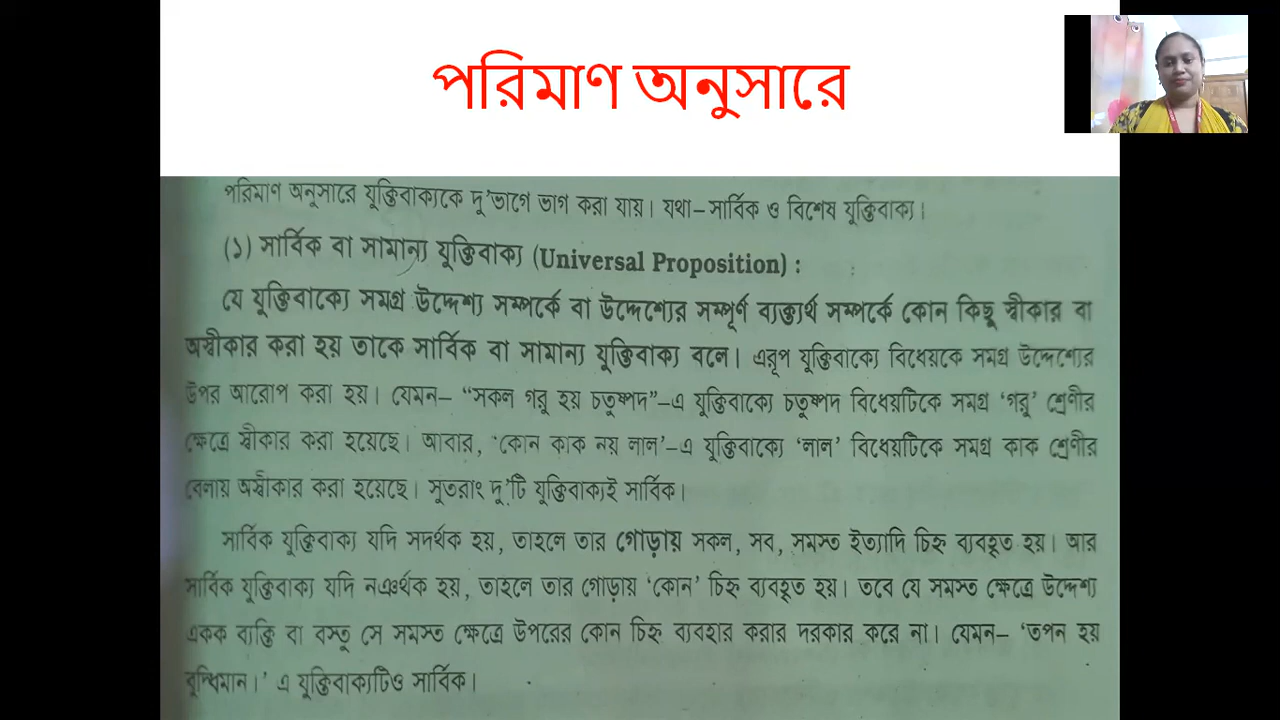 পরিমাণ অনুসারে
পরিমাণ অনুসারে যুক্তিবাক্যকে দু'ভাগে ভাগ করা যায়। যথা–সার্বিক ও বিশেষ যুক্তিবাক্য।
(১) সার্বিক বা সামান্য যুক্তিবাক্য (Universal Proposition) :
যে যুক্তিবাক্যে সমগ্র উদ্দেশ্য সম্পর্কে বা উদ্দেশ্যের সম্পূর্ণ ব্যক্ত্যর্থ সম্পর্কে কোন কিছু স্বীকার বা
অস্বীকার করা হয় তাকে সার্বিক বা সামান্য যুক্তিবাক্য বলে। এরূপ যুক্তিবাক্যে বিধেয়কে সমগ্র উদ্দেশ্যের
উপর আরোপ করা হয়। যেমন– “সকল গরু হয় চতুষ্পদ”–এ যুক্তিবাক্যে চতুষ্পদ বিধেয়টিকে সমগ্র ‘গরু’ শ্রেণীর
ক্ষেত্রে স্বীকার করা হয়েছে। আবার, ‘কোন কাক নয় লাল’–এ যুক্তিবাক্যে ‘লাল’ বিধেয়টিকে সমগ্র কাক শ্রেণীর
বেলায় অস্বীকার করা হয়েছে। সুতরাং দু'টি যুক্তিবাক্যই সার্বিক।
সার্বিক যুক্তিবাক্য যদি সদর্থক হয়, তাহলে তার গোড়ায় সকল, সব, সমস্ত ইত্যাদি চিহ্ন ব্যবহৃত হয়। আর
সার্বিক যুক্তিবাক্য যদি নঞর্থক হয়, তাহলে তার গোড়ায় ‘কোন’ চিহ্ন ব্যবহৃত হয়। তবে যে সমস্ত ক্ষেত্রে উদ্দেশ্য
একক ব্যক্তি বা বস্তু সে সমস্ত ক্ষেত্রে উপরের কোন চিহ্ন ব্যবহার করার দরকার করে না। যেমন– ‘তপন হয়
বুদ্ধিমান।’ এ যুক্তিবাক্যটিও সার্বিক।